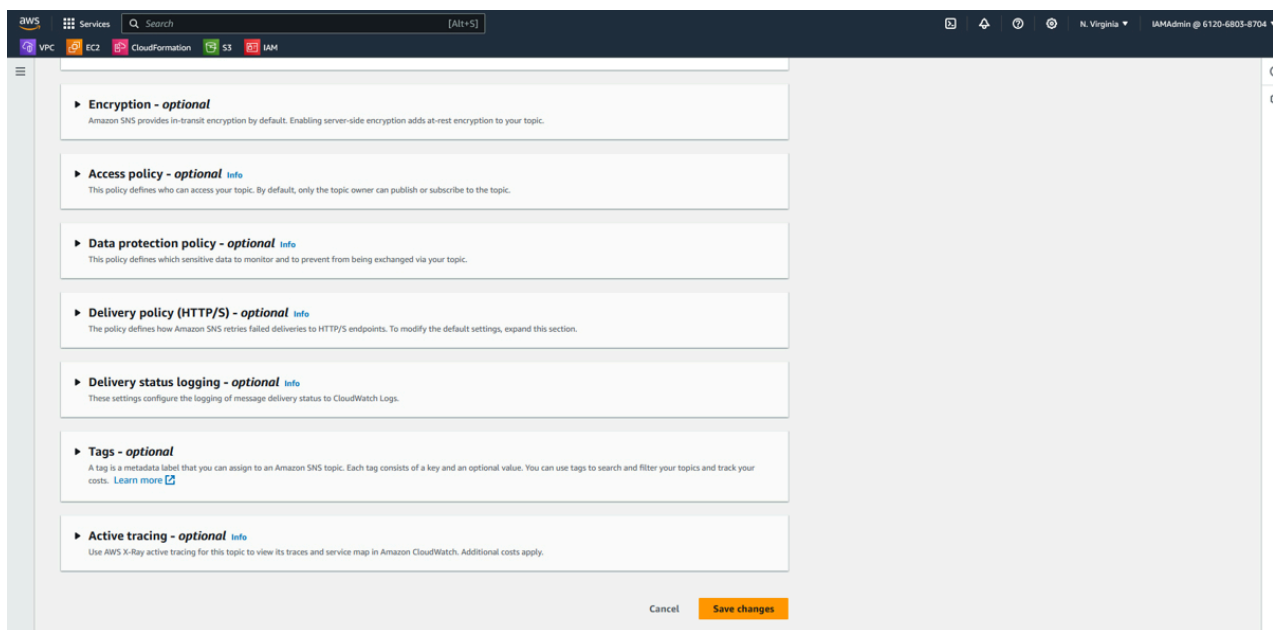 aws
Services
Search
[Alt+S]
N. Virginia
IAMAdmin @ 6120-6803-8704
VPC
EC2
CloudFormation
S3
IAM
Encryption - optional
Amazon SNS provides in-transit encryption by default. Enabling server-side encryption adds at-rest encryption to your topic.
Access policy - optional Info
This policy defines who can access your topic. By default, only the topic owner can publish or subscribe to the topic.
Data protection policy - optional Info
This policy defines which sensitive data to monitor and to prevent from being exchanged via your topic.
Delivery policy (HTTP/S) - optional Info
The policy defines how Amazon SNS retries failed deliveries to HTTP/S endpoints. To modify the default settings, expand this section.
Delivery status logging - optional Info
These settings configure the logging of message delivery status to CloudWatch Logs.
Tags - optional
A tag is a metadata label that you can assign to an Amazon SNS topic. Each tag consists of a key and an optional value. You can use tags to search and filter your topics and track your
costs. Learn more
Active tracing - optional Info
Use AWS X-Ray active tracing for this topic to view its traces and service map in Amazon CloudWatch. Additional costs apply.
Cancel
Save changes